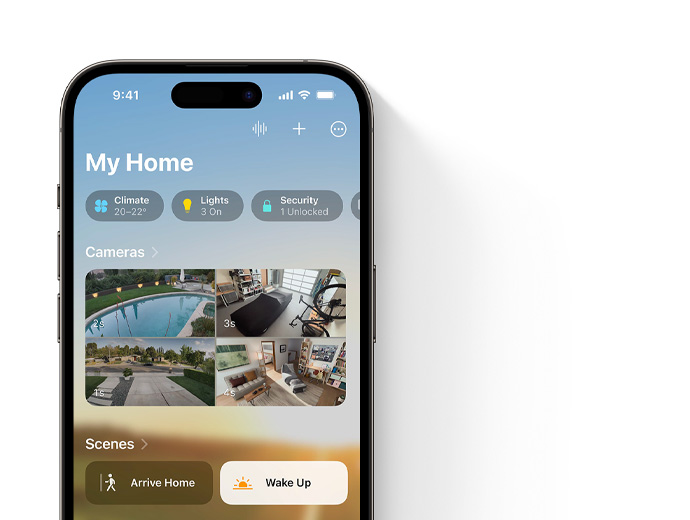 9:41
My Home
Climate
20–22°
Lights
3 On
Security
1 Unlocked
Cameras
2s
3s
1s
4s
Scenes
Arrive Home
Wake Up